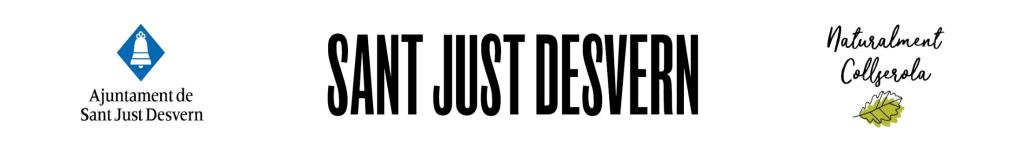 Ajuntament de
Sant Just Desvern
SANT JUST DESVERN
Naturalment
Collserola